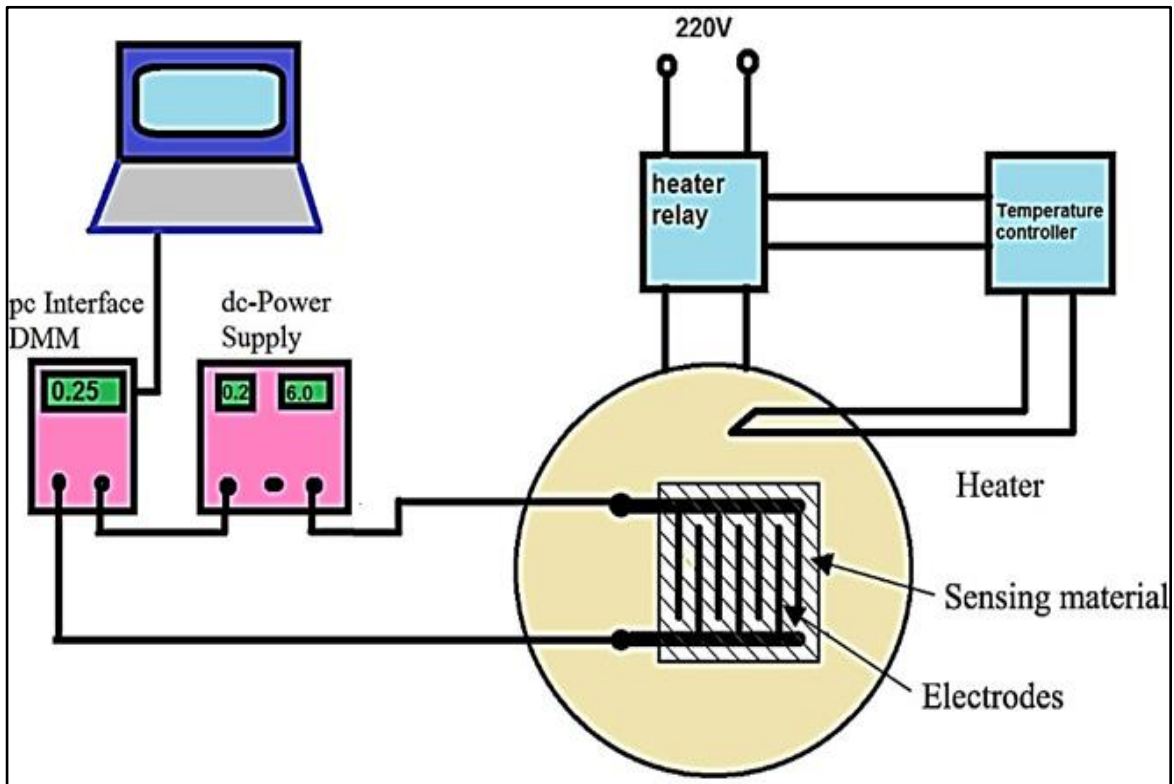 220V
heater
relay
Temperature
controller
pc Interface
DMM
dc-Power
Supply
0.25
0.2
6.0
Heater
Sensing material
Electrodes